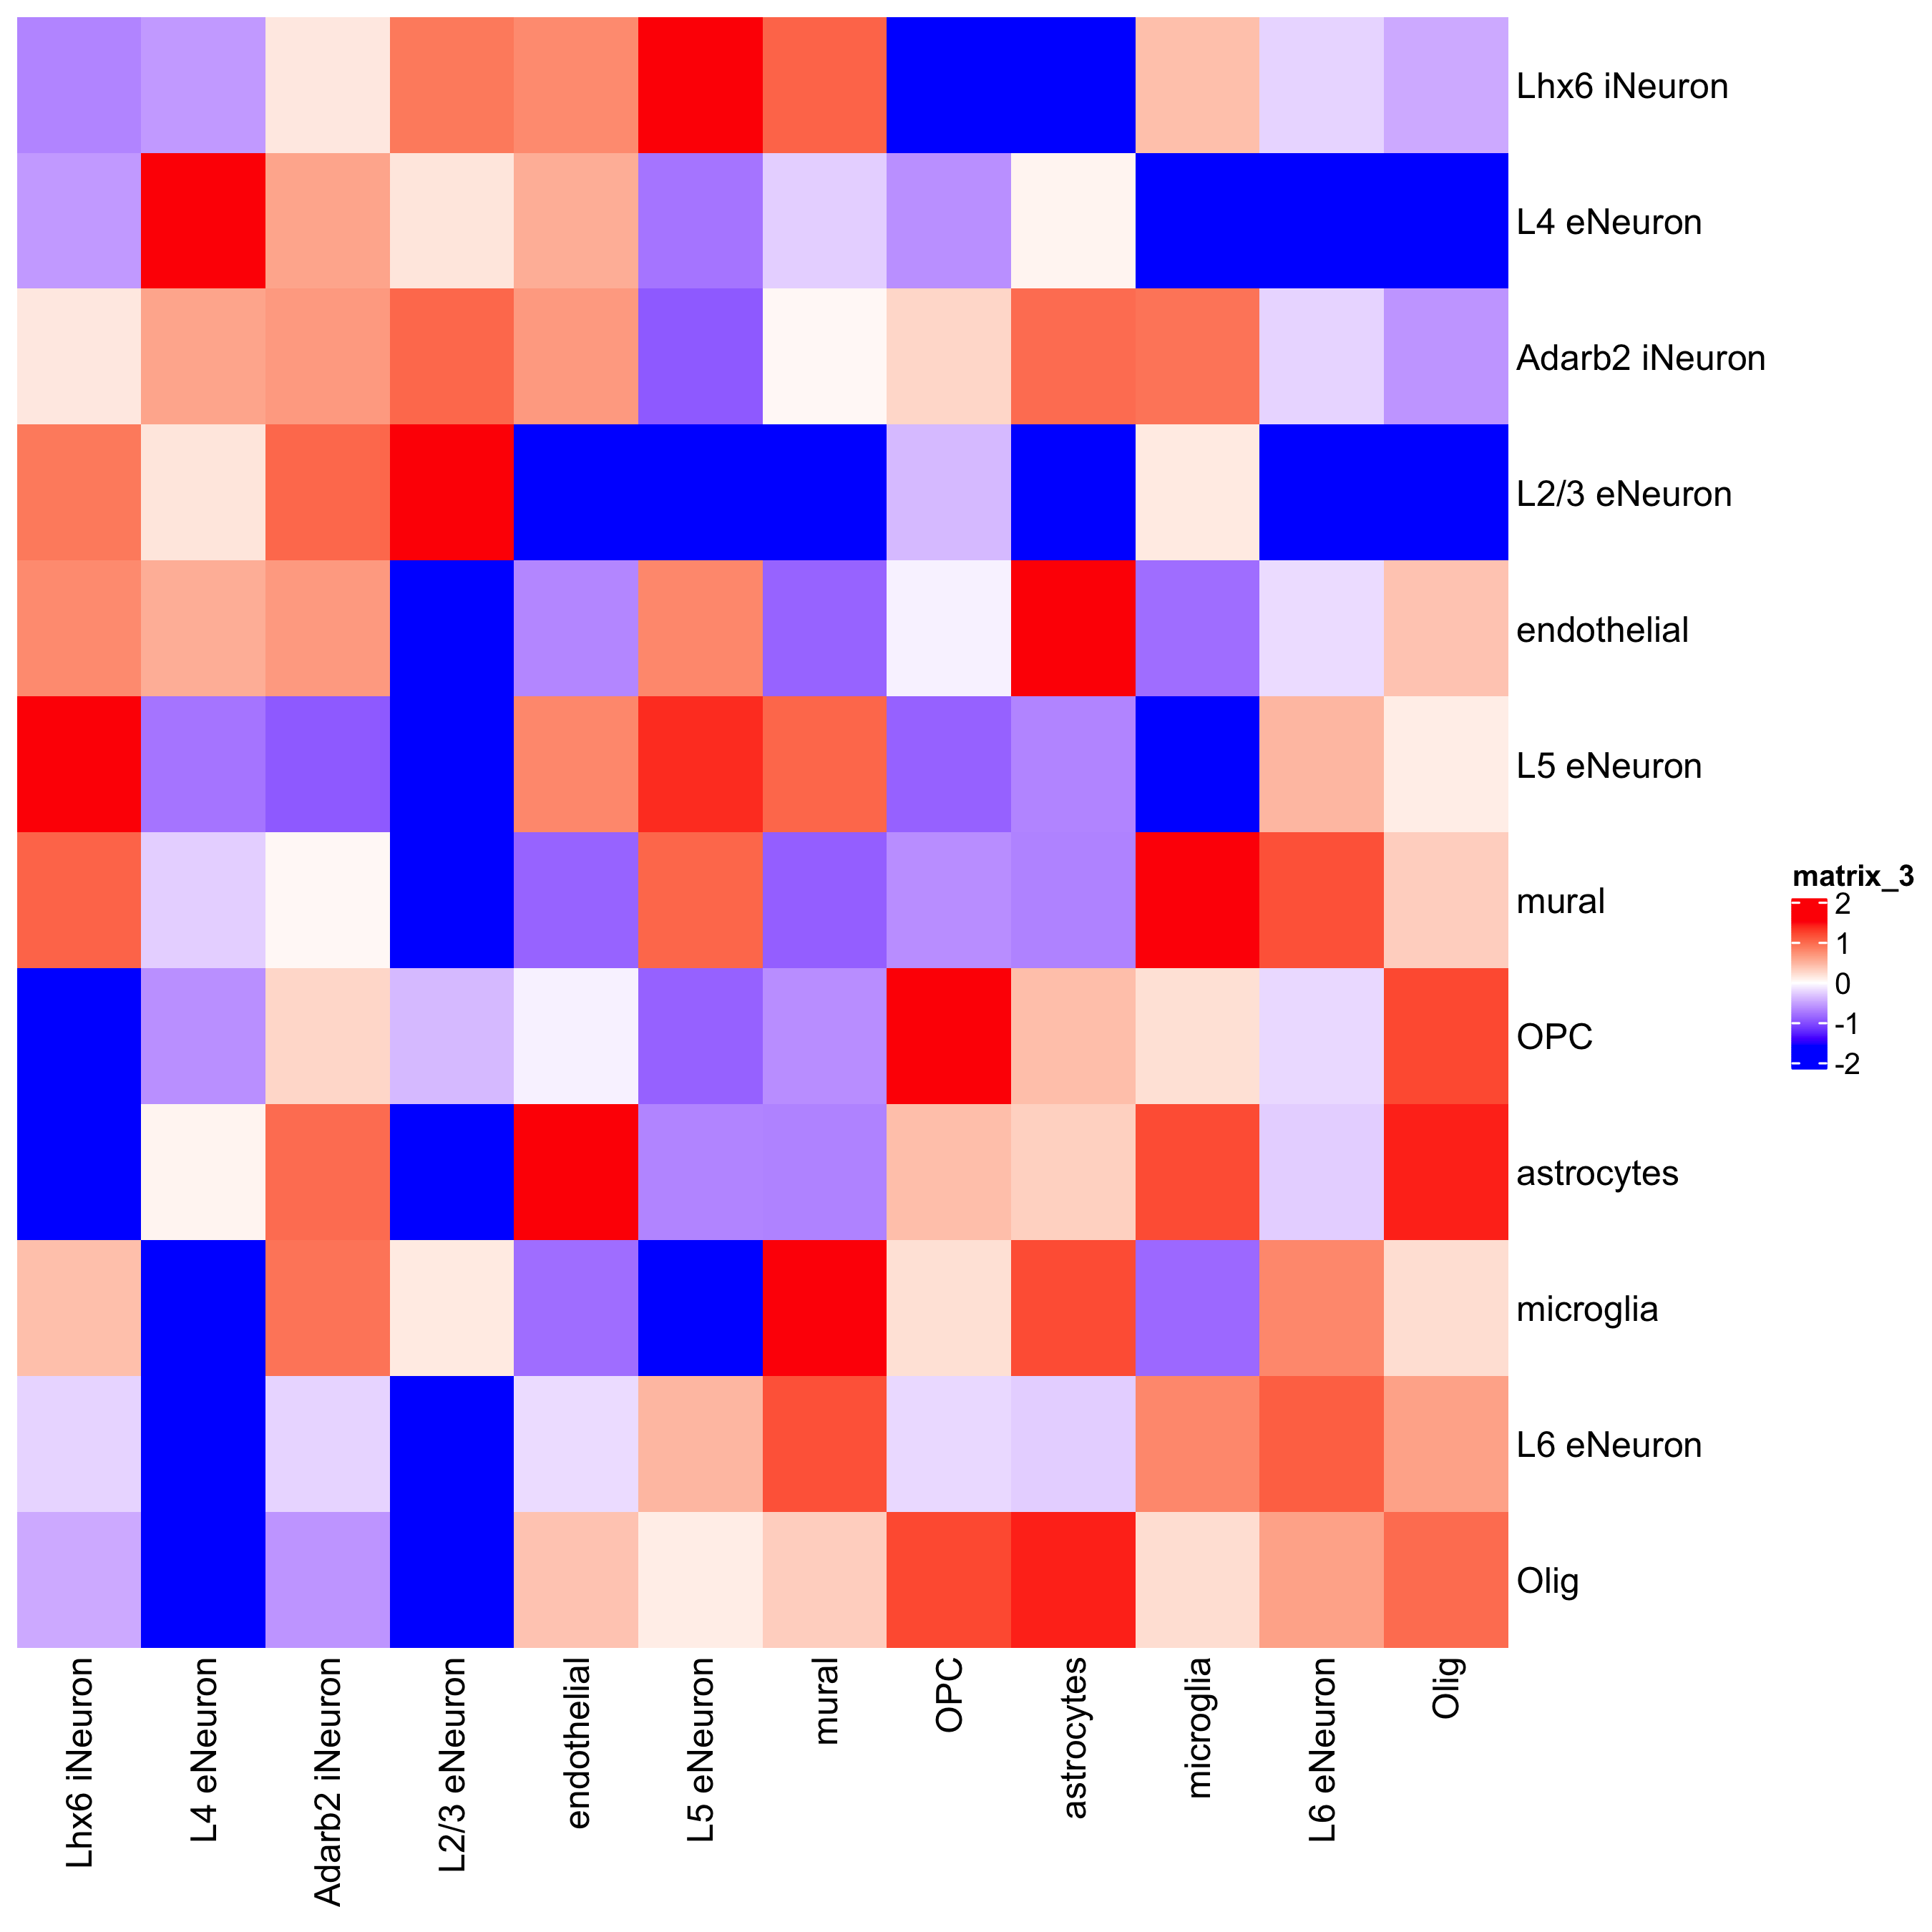 Lhx6 iNeuron
L4 eNeuron
Adarb2 iNeuron
L2/3 eNeuron
endothelial
L5 eNeuron
mural
OPC
astrocytes
microglia
L6 eNeuron
Olig
matrix_3
2
1
0
-1
-2
Lhx6 iNeuron
L4 eNeuron
Adarb2 iNeuron
L2/3 eNeuron
endothelial
L5 eNeuron
mural
OPC
astrocytes
microglia
L6 eNeuron
Olig